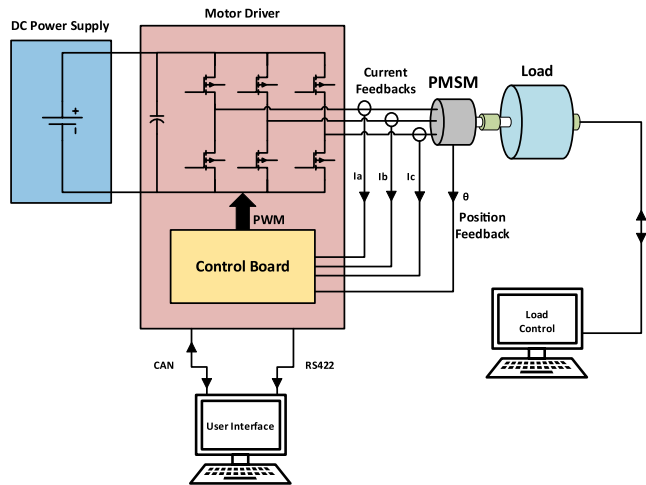 Motor Driver
DC Power Supply
+
−
Current
Feedbacks
PMSM
Load
Ia
Ib
Ic
θ
Position
Feedback
PWM
Control Board
Load
Control
CAN
RS422
User Interface